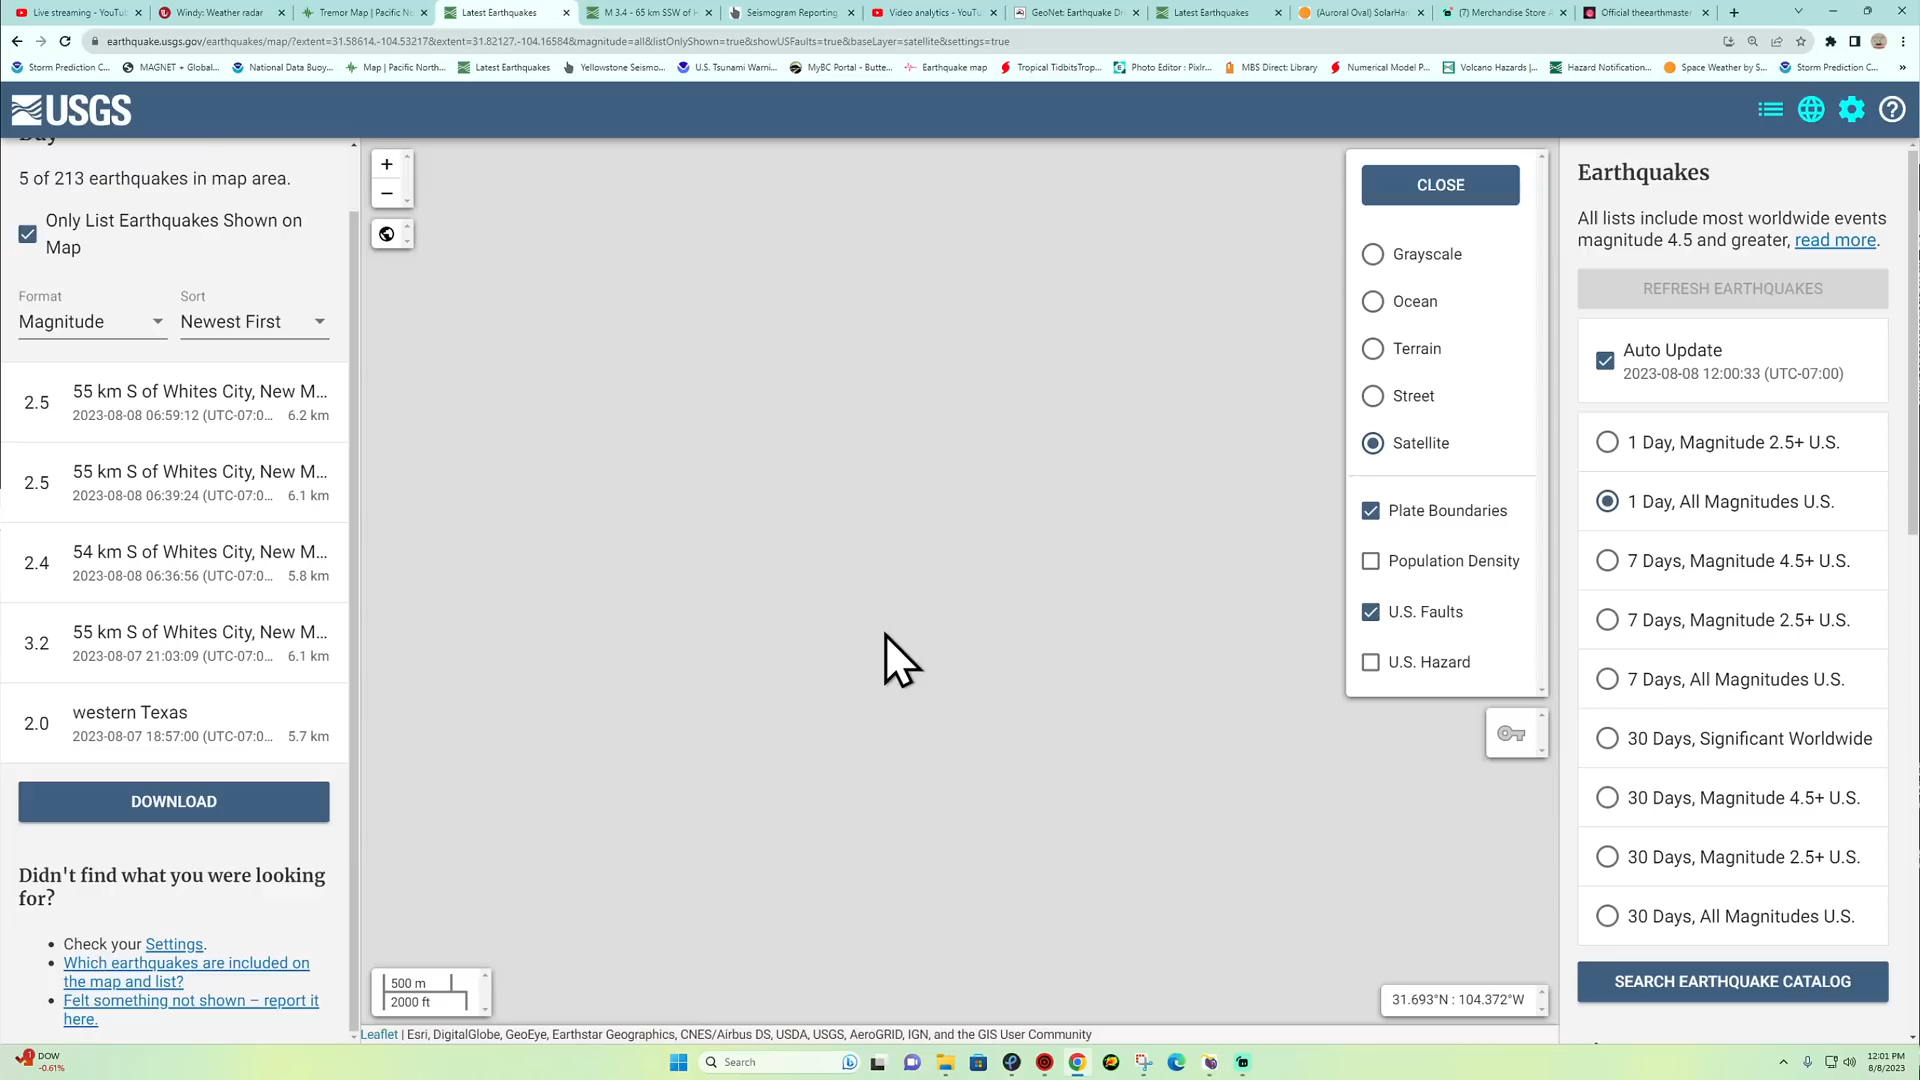 Live streaming - YouTu
Windy: Weather radar
Tremor Map | Pacific No
Latest Earthquakes
M 3.4 - 65 km SSW of H
Seismogram Reporting
Video analytics - YouTu
GeoNet: Earthquake Dr
Latest Earthquakes
(Auroral Oval) SolarHam
(7) Merchandise Store A
Official theearthmaster
earthquake.usgs.gov/earthquakes/map/?extent=31.58614,-104.53217&extent=31.82127,-104.16584&magnitude=all&listOnlyShown=true&showUSFaults=true&baseLayer=satellite&settings=true
Storm Prediction C...
MAGNET + Global...
National Data Buoy...
Map | Pacific North...
Latest Earthquakes
Yellowstone Seismo...
U.S. Tsunami Warni...
MyBC Portal - Butte...
Earthquake map
Tropical TidbitsTrop...
Photo Editor : Pixlr...
MBS Direct: Library
Numerical Model P...
Volcano Hazards |...
Hazard Notification...
Space Weather by S...
Storm Prediction C...
»
USGS
Day
5 of 213 earthquakes in map area.
Only List Earthquakes Shown on
Map
Format
Sort
Magnitude
Newest First
2.5
55 km S of Whites City, New M...
2023-08-08 06:59:12 (UTC-07:0...
6.2 km
2.5
55 km S of Whites City, New M...
2023-08-08 06:39:24 (UTC-07:0...
6.1 km
2.4
54 km S of Whites City, New M...
2023-08-08 06:36:56 (UTC-07:0...
5.8 km
3.2
55 km S of Whites City, New M...
2023-08-07 21:03:09 (UTC-07:0...
6.1 km
2.0
western Texas
2023-08-07 18:57:00 (UTC-07:0...
5.7 km
DOWNLOAD
Didn't find what you were looking
for?
• Check your Settings.
• Which earthquakes are included on
the map and list?
• Felt something not shown – report it
here.
+
−
500 m
2000 ft
CLOSE
Grayscale
Ocean
Terrain
Street
Satellite
Plate Boundaries
Population Density
U.S. Faults
U.S. Hazard
31.693°N : 104.372°W
Leaflet | Esri, DigitalGlobe, GeoEye, Earthstar Geographics, CNES/Airbus DS, USDA, USGS, AeroGRID, IGN, and the GIS User Community
Earthquakes
All lists include most worldwide events
magnitude 4.5 and greater, read more.
REFRESH EARTHQUAKES
Auto Update
2023-08-08 12:00:33 (UTC-07:00)
1 Day, Magnitude 2.5+ U.S.
1 Day, All Magnitudes U.S.
7 Days, Magnitude 4.5+ U.S.
7 Days, Magnitude 2.5+ U.S.
7 Days, All Magnitudes U.S.
30 Days, Significant Worldwide
30 Days, Magnitude 4.5+ U.S.
30 Days, Magnitude 2.5+ U.S.
30 Days, All Magnitudes U.S.
SEARCH EARTHQUAKE CATALOG
DOW
-0.61%
Search
12:01 PM
8/8/2023